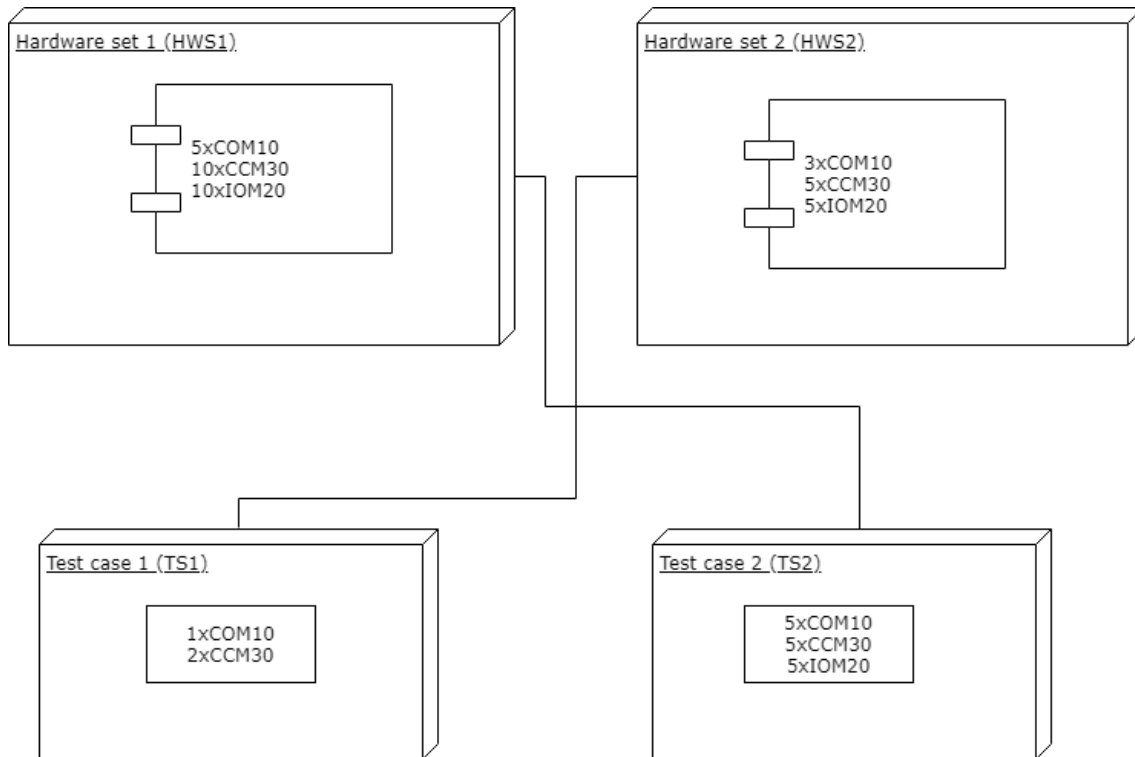 Hardware set 1 (HWS1)
5xCOM10
10xCCM30
10xIOM20
Hardware set 2 (HWS2)
3xCOM10
5xCCM30
5xIOM20
Test case 1 (TS1)
1xCOM10
2xCCM30
Test case 2 (TS2)
5xCOM10
5xCCM30
5xIOM20